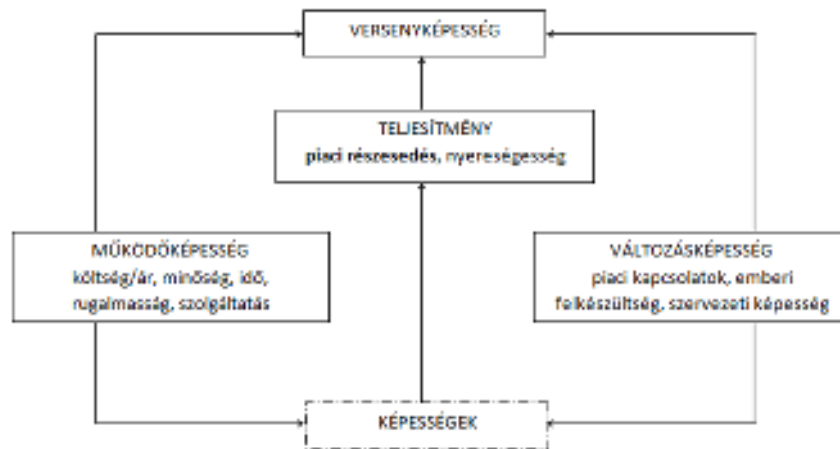 VERSENYKÉPESSÉG
TELJESÍTMÉNY
piaci részesedés, nyereségesség
MŰKÖDŐKÉPESSÉG
költség/ár, minőség, idő,
rugalmasság, szolgáltatás
VÁLTOZÁSKÉPESSÉG
piaci kapcsolatok, emberi
felkészültség, szervezeti képesség
KÉPESSÉGEK